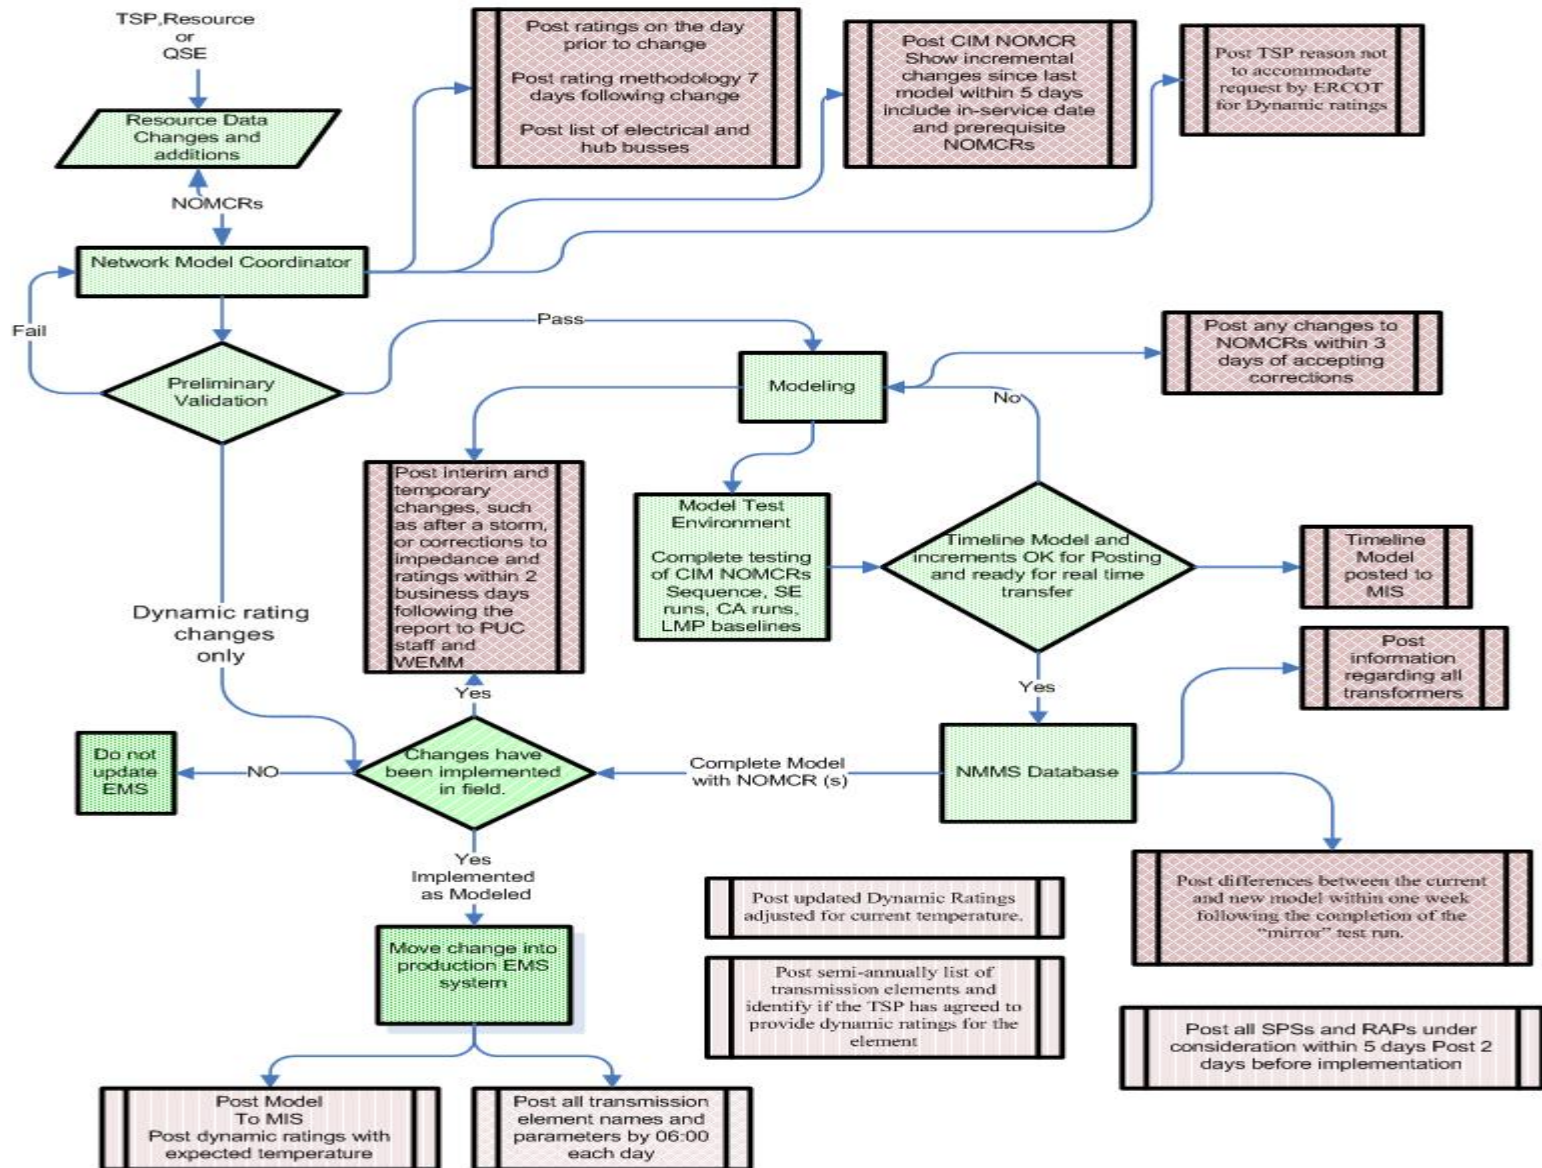 TSP,Resource
or
QSE
Resource Data
Changes and
additions
NOMCRs
Network Model Coordinator
Post ratings on the day
prior to change
Post rating methodology 7
days following change
Post list of electrical and
hub busses
Post CIM NOMCR
Show incremental
changes since last
model within 5 days
include in-service date
and prerequisite
NOMCRs
Post TSP reason not
to accommodate
request by ERCOT
for Dynamic ratings
Fail
Pass
Preliminary
Validation
Modeling
Post any changes to
NOMCRs within 3
days of accepting
corrections
No
Post interim and
temporary
changes, such
as after a storm,
or corrections to
impedance and
ratings within 2
business days
following the
report to PUC
staff and
WEMM
Model Test
Environment
Complete testing
of CIM NOMCRs
Sequence, SE
runs, CA runs,
LMP baselines
Timeline Model and
increments OK for Posting
and ready for real time
transfer
Timeline
Model
posted to
MIS
Dynamic rating
changes
only
Post
information
regarding all
transformers
Yes
Yes
Do not
update
EMS
NO
Changes have
been implemented
in field.
Complete Model
with NOMCR (s)
NMMS Database
Yes
Implemented
as Modeled
Post differences between the current
and new model within one week
following the completion of the
“mirror” test run.
Post updated Dynamic Ratings
adjusted for current temperature.
Move change into
production EMS
system
Post semi-annually list of
transmission elements and
identify if the TSP has agreed to
provide dynamic ratings for the
element
Post all SPSs and RAPs under
consideration within 5 days Post 2
days before implementation
Post Model
To MIS
Post dynamic ratings with
expected temperature
Post all transmission
element names and
parameters by 06:00
each day